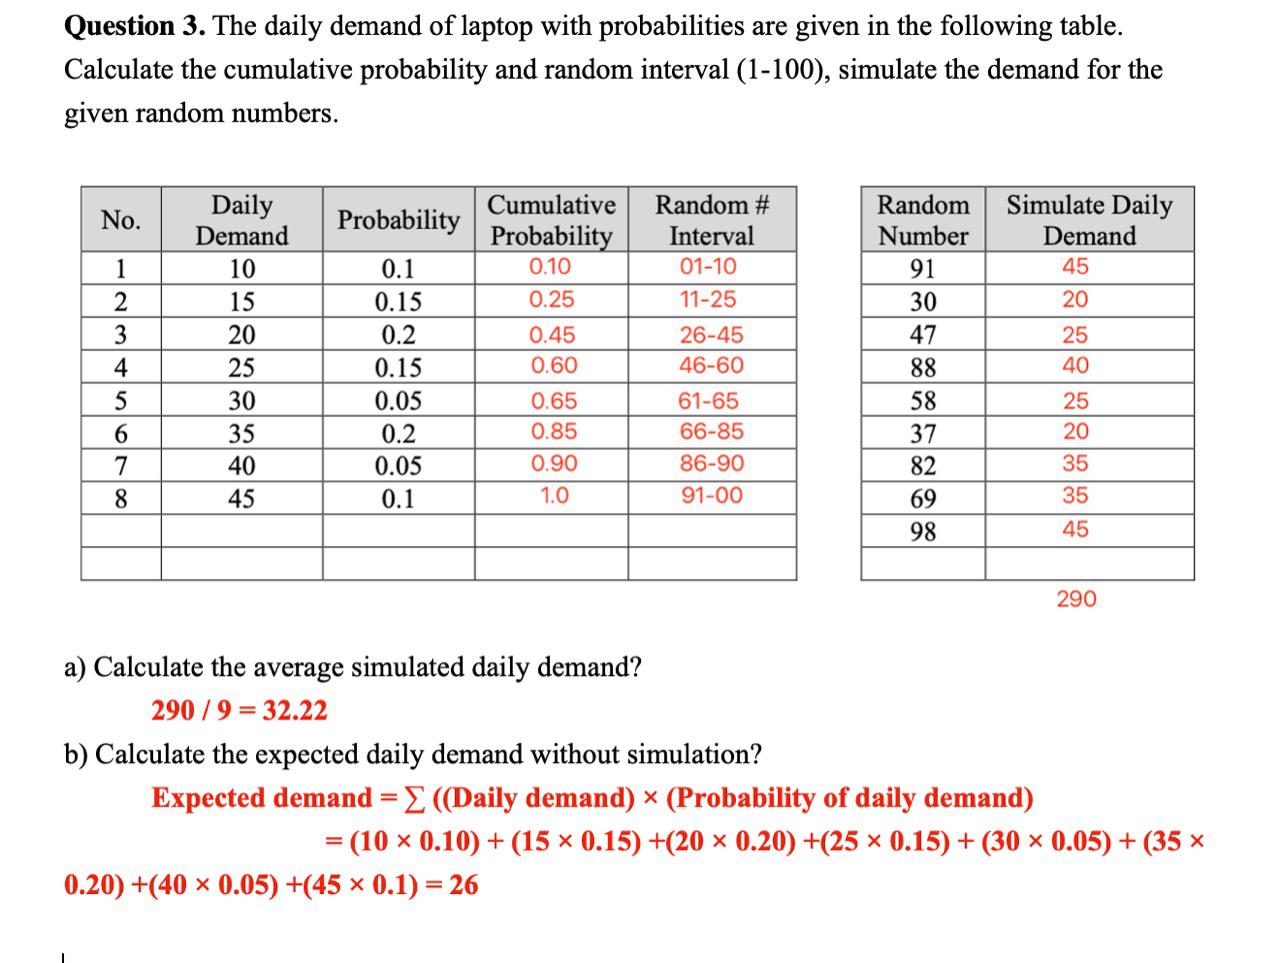 Question 3. The daily demand of laptop with probabilities are given in the following table.
Calculate the cumulative probability and random interval (1-100), simulate the demand for the
given random numbers.
No. Daily Demand Probability Cumulative Probability Random # Interval
1 10 0.1 0.10 01-10
2 15 0.15 0.25 11-25
3 20 0.2 0.45 26-45
4 25 0.15 0.60 46-60
5 30 0.05 0.65 61-65
6 35 0.2 0.85 66-85
7 40 0.05 0.90 86-90
8 45 0.1 1.0 91-00
Random Number Simulate Daily Demand
91 45
30 20
47 25
88 40
58 25
37 20
82 35
69 35
98 45
290
a) Calculate the average simulated daily demand?
290 / 9 = 32.22
b) Calculate the expected daily demand without simulation?
Expected demand = ∑ ((Daily demand) × (Probability of daily demand)
= (10 × 0.10) + (15 × 0.15) +(20 × 0.20) +(25 × 0.15) + (30 × 0.05) + (35 ×
0.20) +(40 × 0.05) +(45 × 0.1) = 26